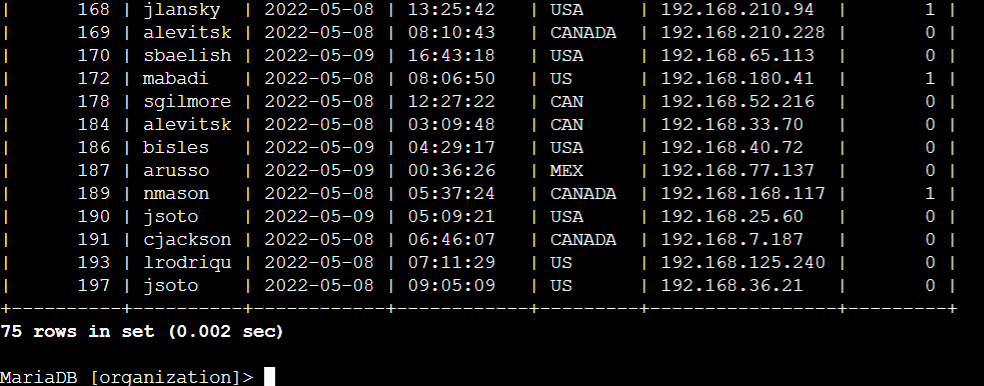 |      168 | jlansky  | 2022-05-08 | 13:25:42   | USA     | 192.168.210.94  |       1 |
|      169 | alevitsk | 2022-05-08 | 08:10:43   | CANADA  | 192.168.210.228 |       0 |
|      170 | sbaelish | 2022-05-09 | 16:43:18   | USA     | 192.168.65.113  |       0 |
|      172 | mabadi   | 2022-05-08 | 08:06:50   | US      | 192.168.180.41  |       1 |
|      178 | sgilmore | 2022-05-08 | 12:27:22   | CAN     | 192.168.52.216  |       0 |
|      184 | alevitsk | 2022-05-08 | 03:09:48   | CAN     | 192.168.33.70   |       0 |
|      186 | bisles   | 2022-05-09 | 04:29:17   | USA     | 192.168.40.72   |       0 |
|      187 | arusso   | 2022-05-09 | 00:36:26   | MEX     | 192.168.77.137  |       0 |
|      189 | nmason   | 2022-05-08 | 05:37:24   | CANADA  | 192.168.168.117 |       1 |
|      190 | jsoto    | 2022-05-09 | 05:09:21   | USA     | 192.168.25.60   |       0 |
|      191 | cjackson | 2022-05-08 | 06:46:07   | CANADA  | 192.168.7.187   |       0 |
|      193 | lrodriqu | 2022-05-08 | 07:11:29   | US      | 192.168.125.240 |       0 |
|      197 | jsoto    | 2022-05-08 | 09:05:09   | US      | 192.168.36.21   |       0 |
+----------+----------+------------+------------+---------+-----------------+---------+
75 rows in set (0.002 sec)
MariaDB [organization]>